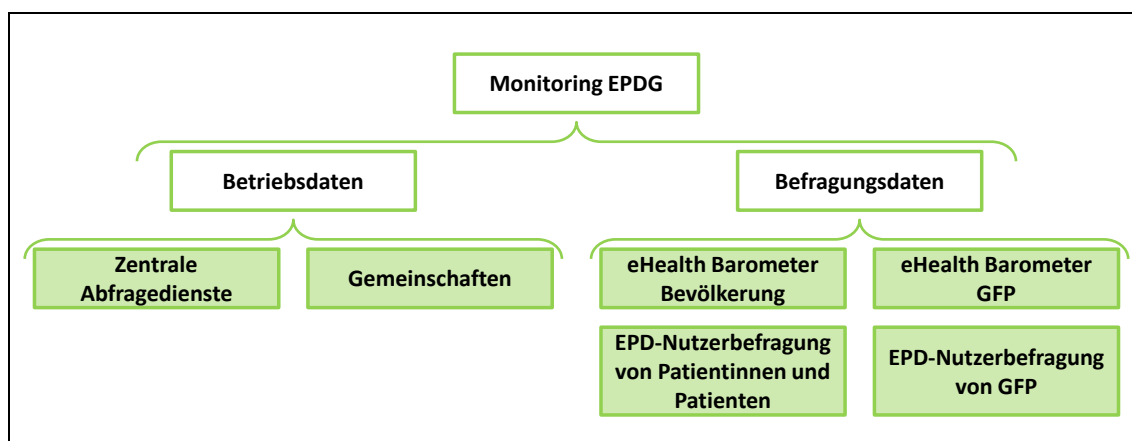 Monitoring EPDG
Betriebsdaten
Befragungsdaten
Zentrale
Abfragedienste
Gemeinschaften
eHealth Barometer
Bevölkerung
eHealth Barometer
GFP
EPD-Nutzerbefragung
von Patientinnen und
Patienten
EPD-Nutzerbefragung
von GFP